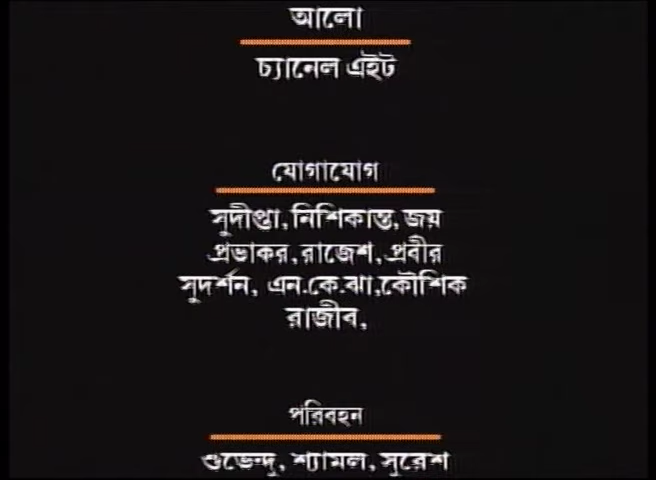 আলো
চ্যানেল এইট
যোগাযোগ
সুদীপ্তা,নিশিকান্ত,জয়
প্রভাকর,রাজেশ,প্রবীর
সুদর্শন, এন.কে.ঝা,কৌশিক
রাজীব,
পরিবহন
শুভেন্দু, শ্যামল, সুরেশ